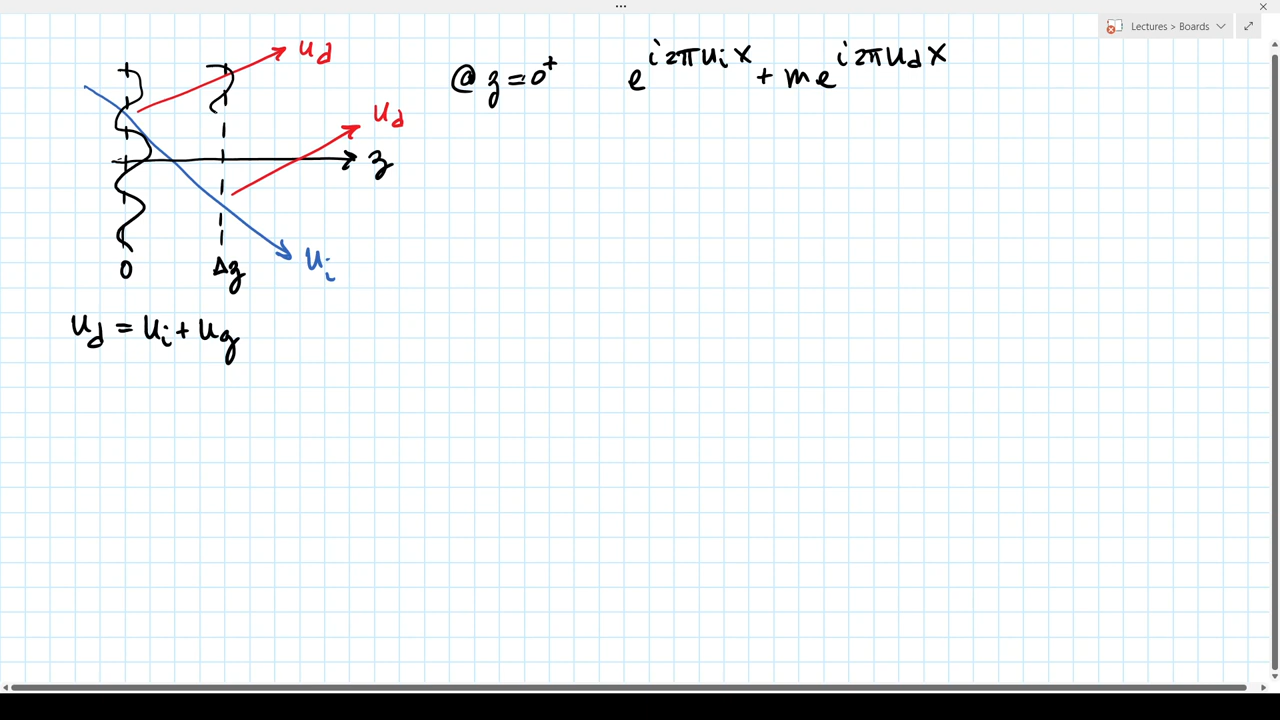 Lectures > Boards
u_d
@ z = 0⁺ e^{i2πu_i x} + m e^{i2πu_d x}
u_d
z
u_i
0 Δz
u_d = u_i + u_g